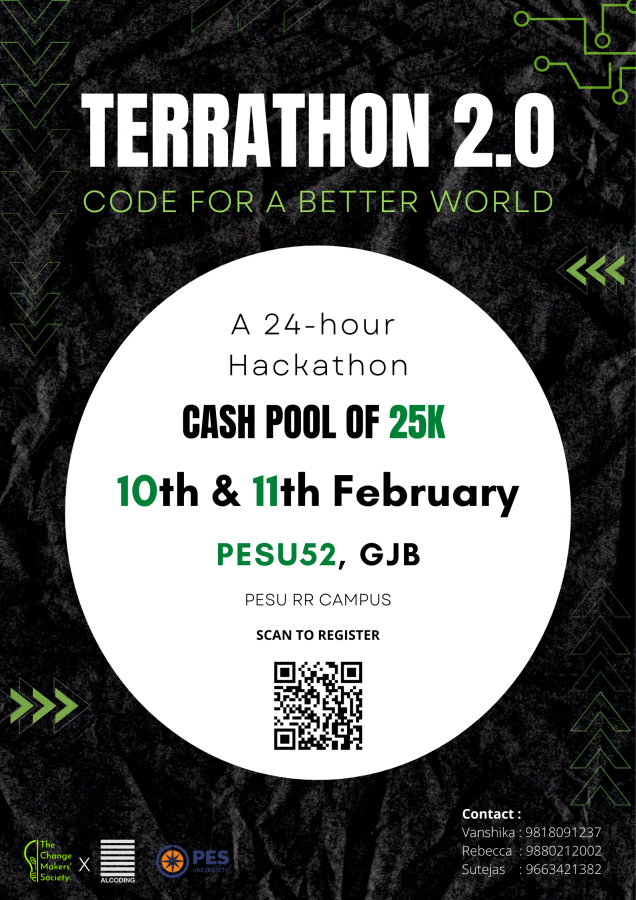 TERRATHON 2.0
CODE FOR A BETTER WORLD
A 24-hour
Hackathon
CASH POOL OF 25K
10th & 11th February
PESU52, GJB
PESU RR CAMPUS
SCAN TO REGISTER
Contact :
Vanshika : 9818091237
Rebecca : 9880212002
Sutejas : 9663421382
The
Change
Makers'
Society.
X
ALCODING
PES
UNIVERSITY